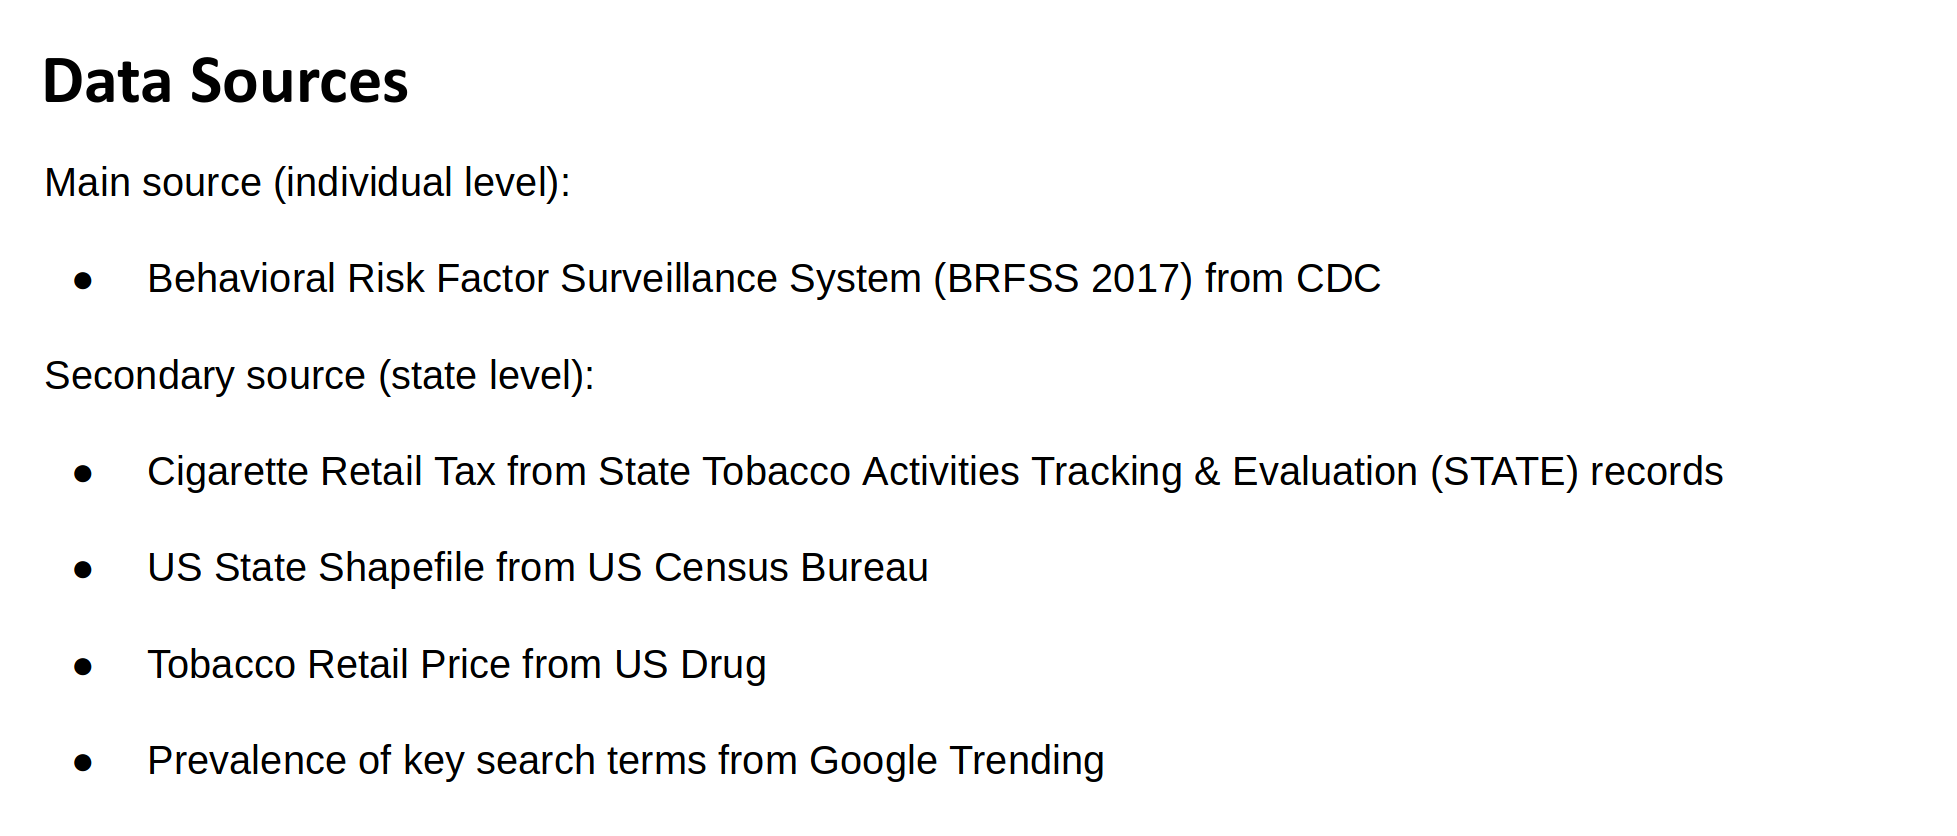 Data Sources
Main source (individual level):
● Behavioral Risk Factor Surveillance System (BRFSS 2017) from CDC
Secondary source (state level):
● Cigarette Retail Tax from State Tobacco Activities Tracking & Evaluation (STATE) records
● US State Shapefile from US Census Bureau
● Tobacco Retail Price from US Drug
● Prevalence of key search terms from Google Trending